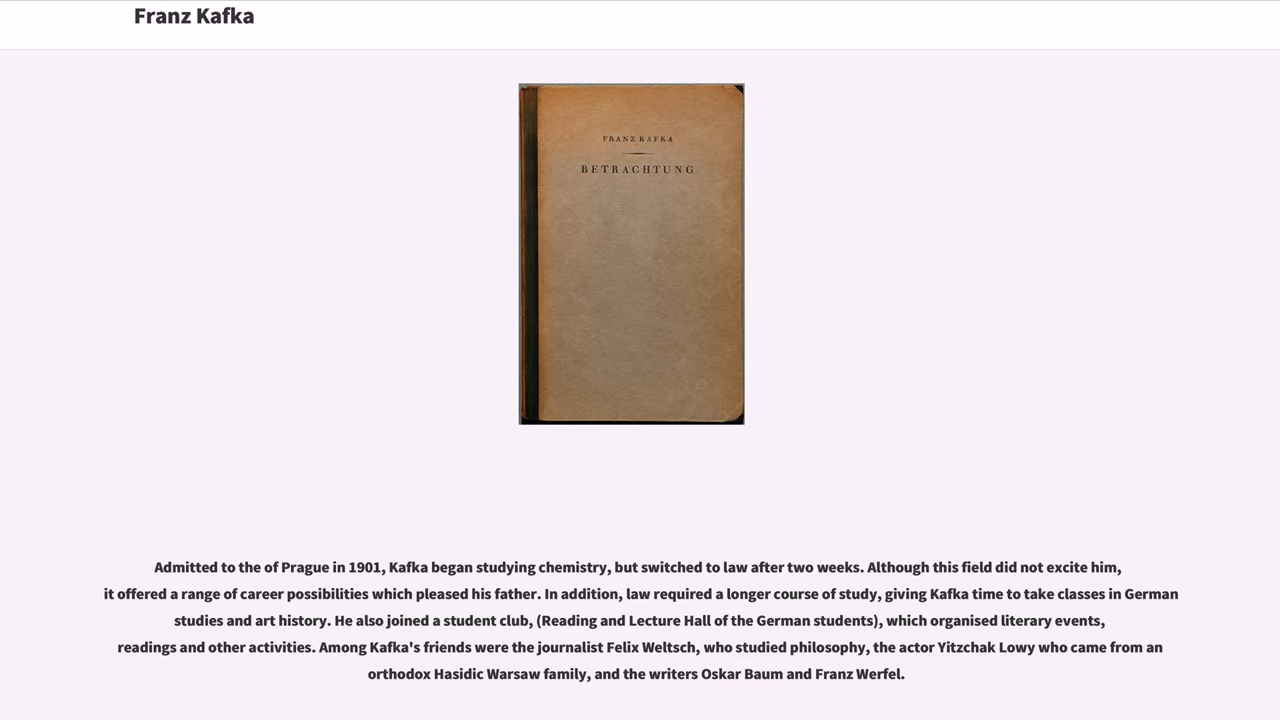 Franz Kafka
FRANZ KAFKA
BETRACHTUNG
Admitted to the of Prague in 1901, Kafka began studying chemistry, but switched to law after two weeks. Although this field did not excite him,
it offered a range of career possibilities which pleased his father. In addition, law required a longer course of study, giving Kafka time to take classes in German
studies and art history. He also joined a student club, (Reading and Lecture Hall of the German students), which organised literary events,
readings and other activities. Among Kafka's friends were the journalist Felix Weltsch, who studied philosophy, the actor Yitzchak Lowy who came from an
orthodox Hasidic Warsaw family, and the writers Oskar Baum and Franz Werfel.